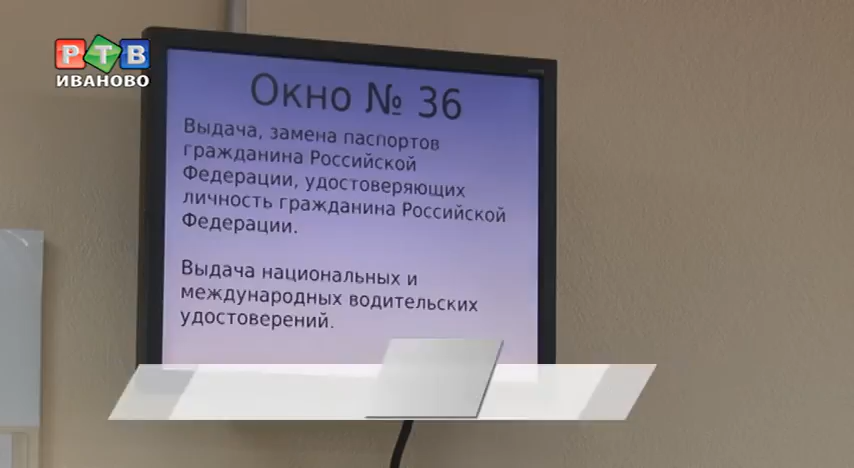 РТВ
ИВАНОВО
Окно № 36
Выдача, замена паспортов
гражданина Российской
Федерации, удостоверяющих
личность гражданина Российской
Федерации.
Выдача национальных и
международных водительских
удостоверений.